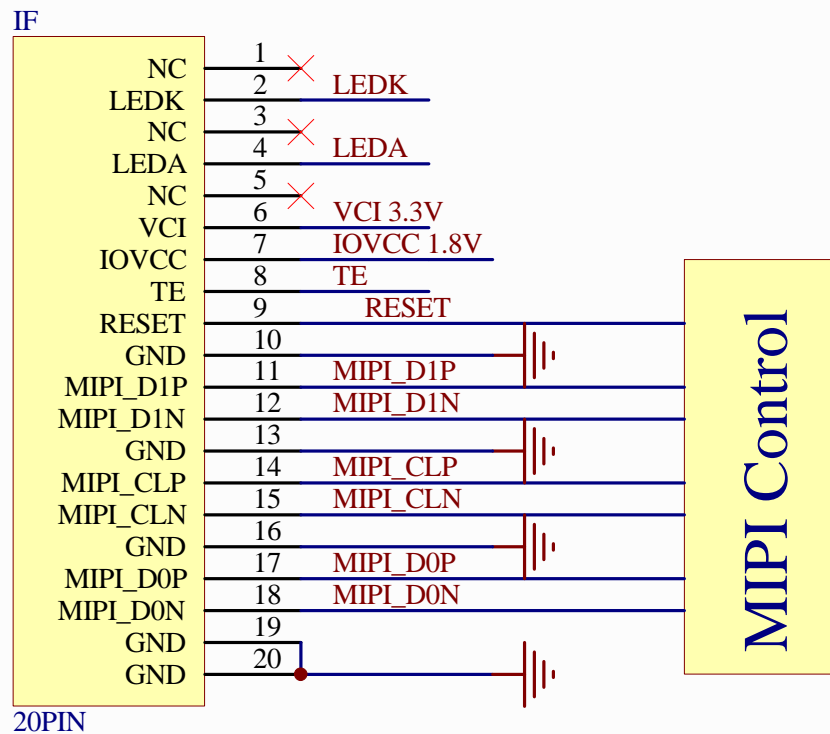 IF
NC 1
LEDK 2 LEDK
NC 3
LEDA 4 LEDA
NC 5
VCI 6 VCI 3.3V
IOVCC 7 IOVCC 1.8V
TE 8 TE
RESET 9 RESET
GND 10
MIPI_D1P 11 MIPI_D1P
MIPI_D1N 12 MIPI_D1N
GND 13
MIPI_CLP 14 MIPI_CLP
MIPI_CLN 15 MIPI_CLN
GND 16
MIPI_D0P 17 MIPI_D0P
MIPI_D0N 18 MIPI_D0N
GND 19
GND 20
20PIN
MIPI Control